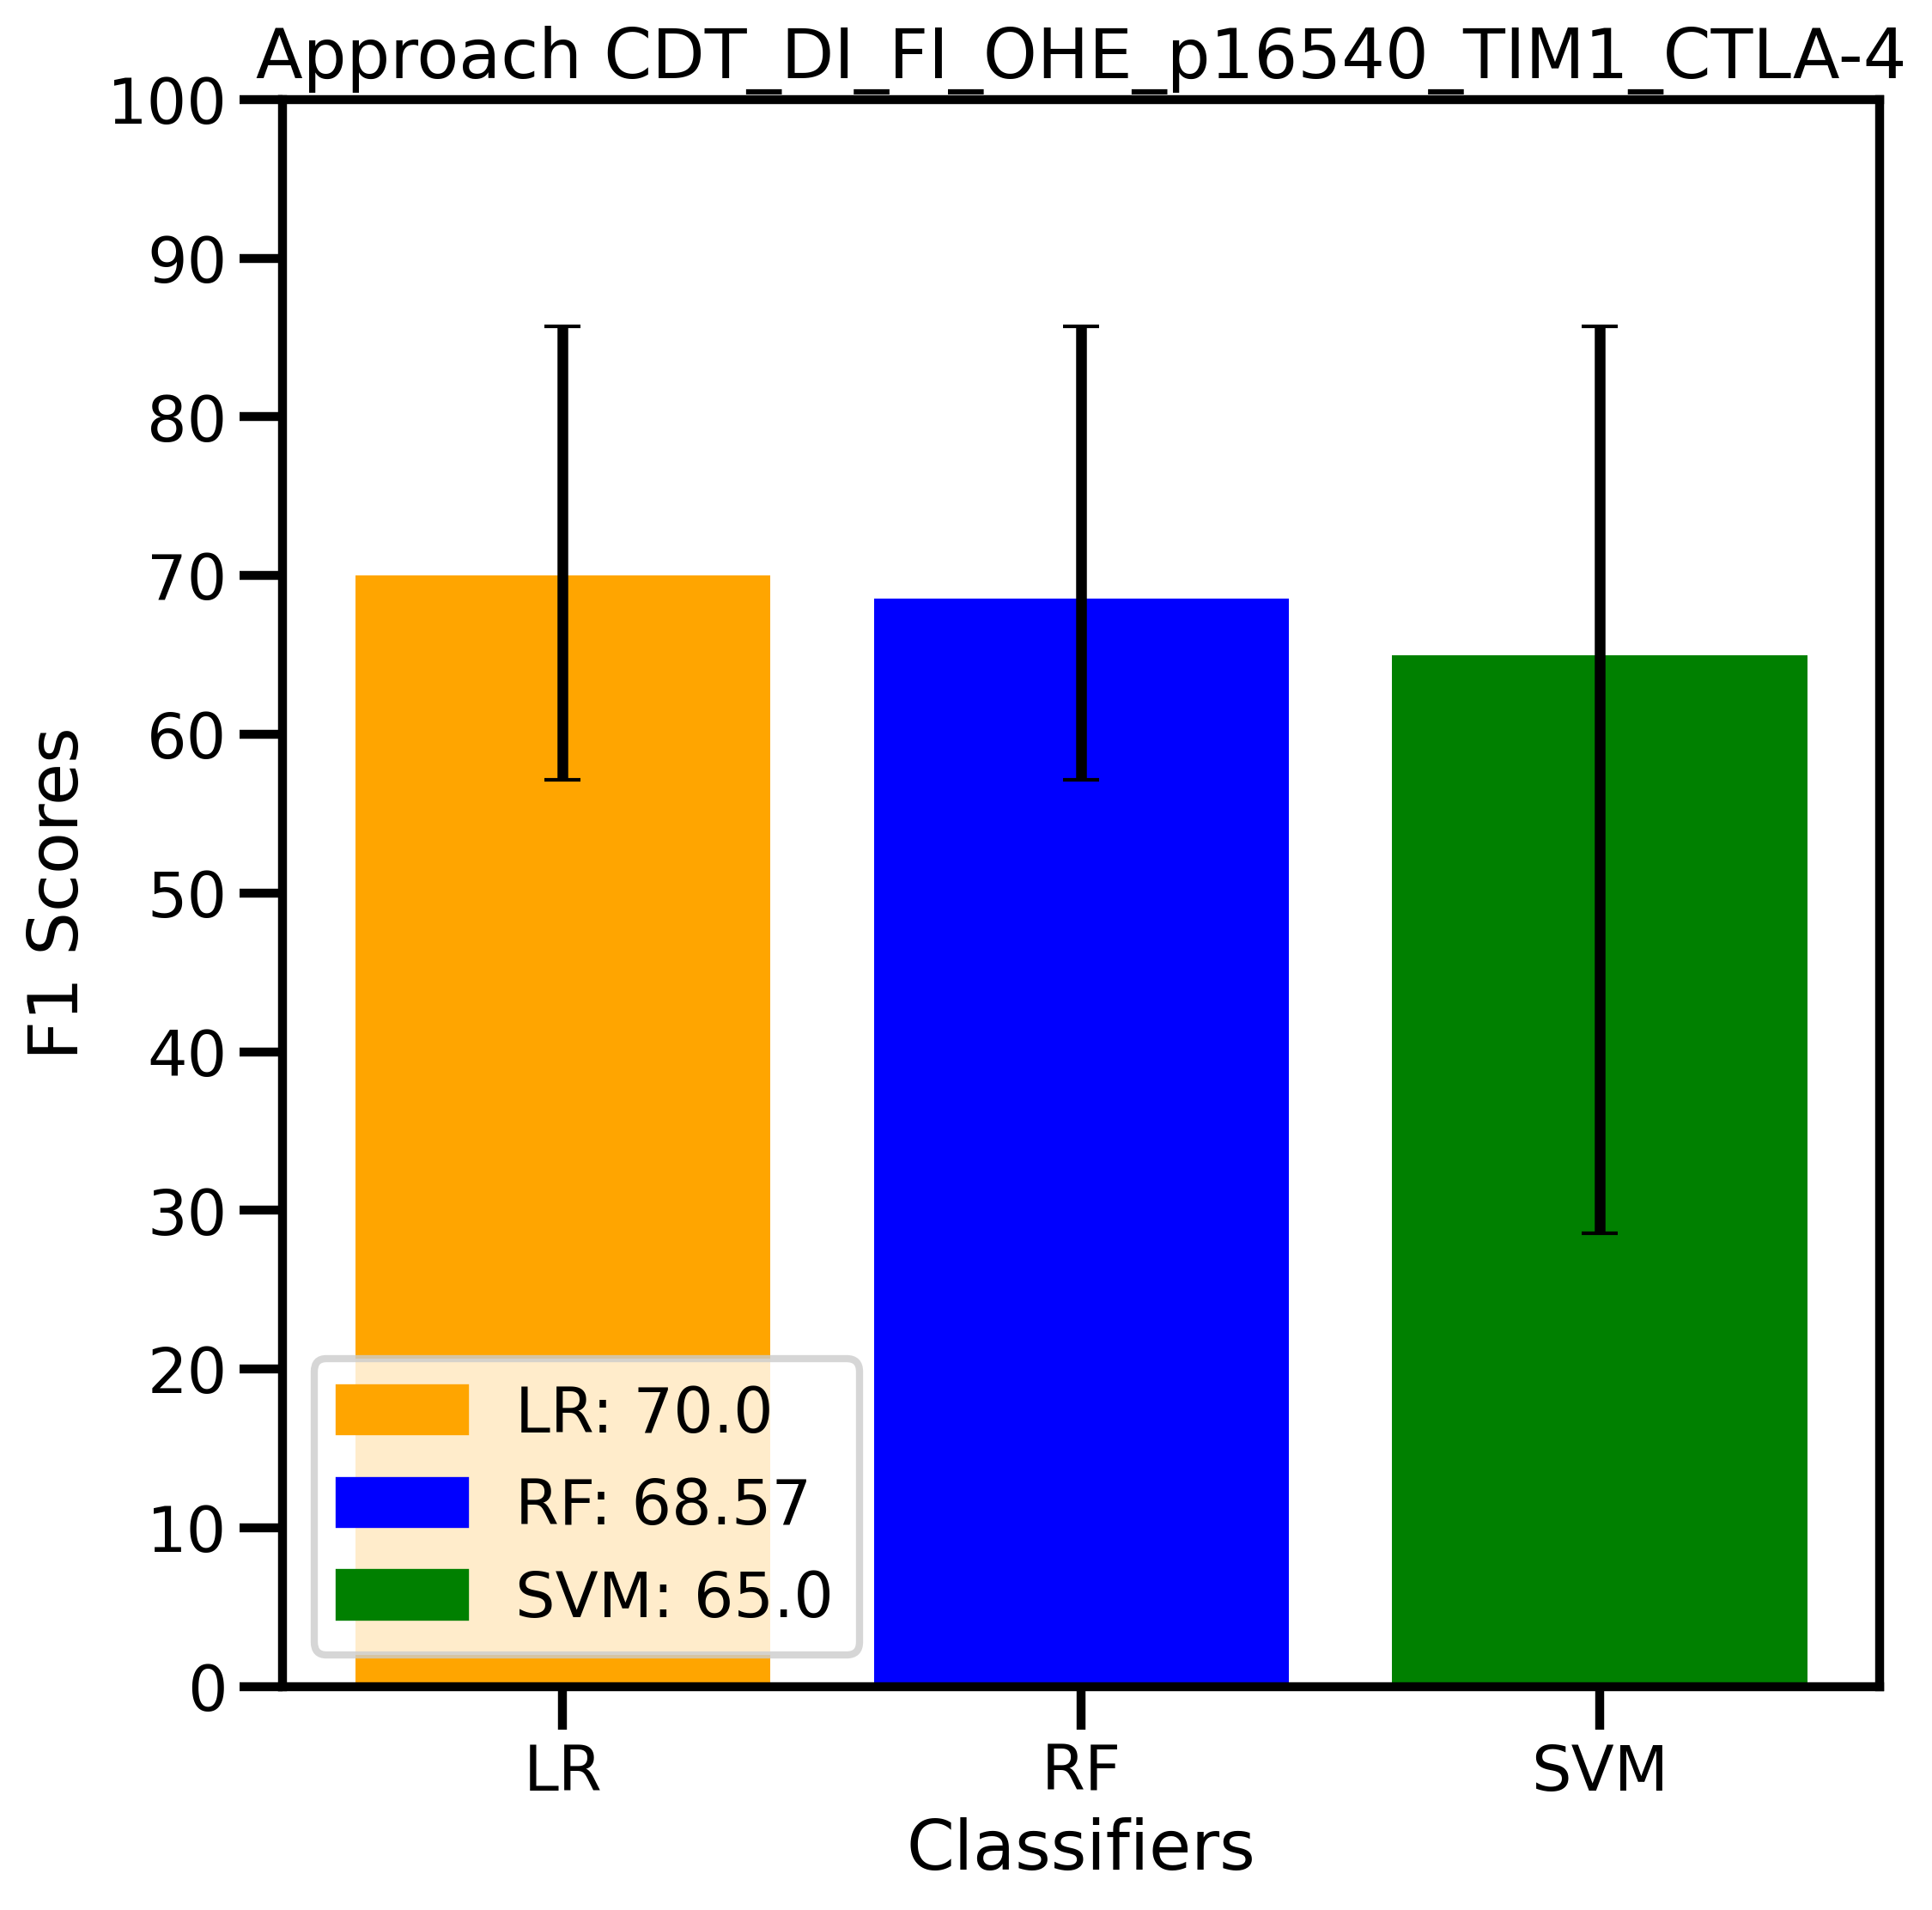 Approach CDT_DI_FI_OHE_p16540_TIM1_CTLA-4
100
90
80
70
60
50
40
30
20
10
0
F1 Scores
LR: 70.0
RF: 68.57
SVM: 65.0
LR
RF
SVM
Classifiers